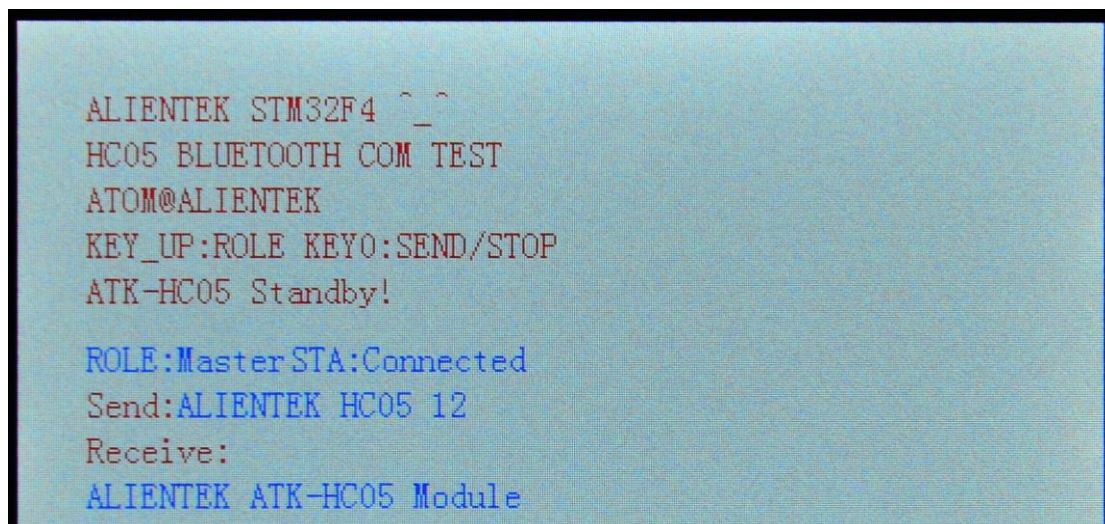 ALIENTEK STM32F4 ^_^
HC05 BLUETOOTH COM TEST
ATOM@ALIENTEK
KEY_UP:ROLE KEY0:SEND/STOP
ATK-HC05 Standby!
ROLE:Master STA:Connected
Send:ALIENTEK HC05 12
Receive:
ALIENTEK ATK-HC05 Module